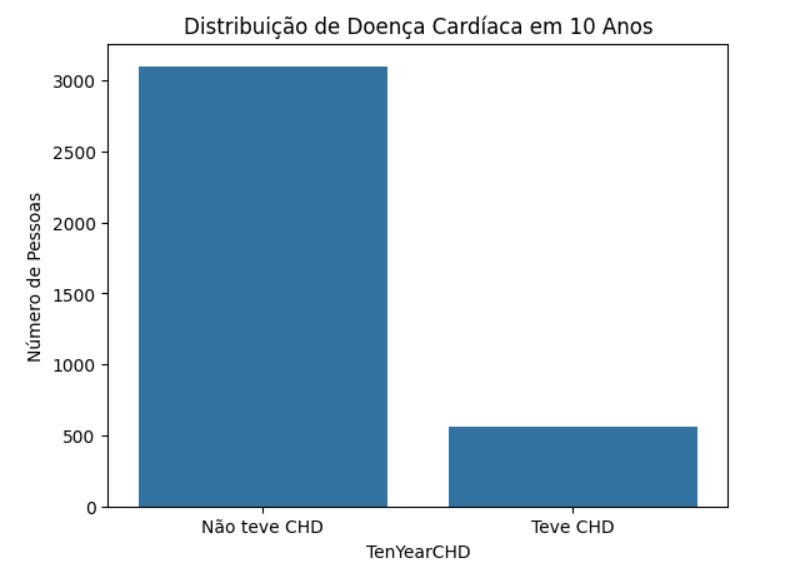 Distribuição de Doença Cardíaca em 10 Anos
Número de Pessoas
3000
2500
2000
1500
1000
500
0
Não teve CHD
Teve CHD
TenYearCHD